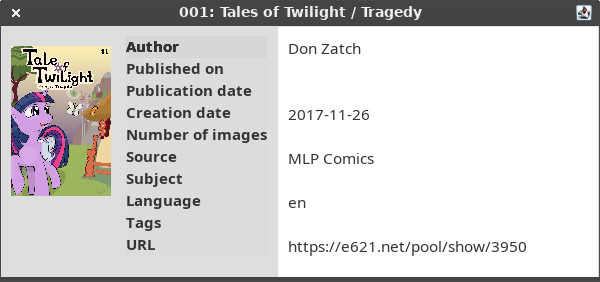 001: Tales of Twilight / Tragedy
Tale of
Twilight
Author Don Zatch
Published on
Publication date
Creation date 2017-11-26
Number of images
Source MLP Comics
Subject
Language en
Tags
URL https://e621.net/pool/show/3950